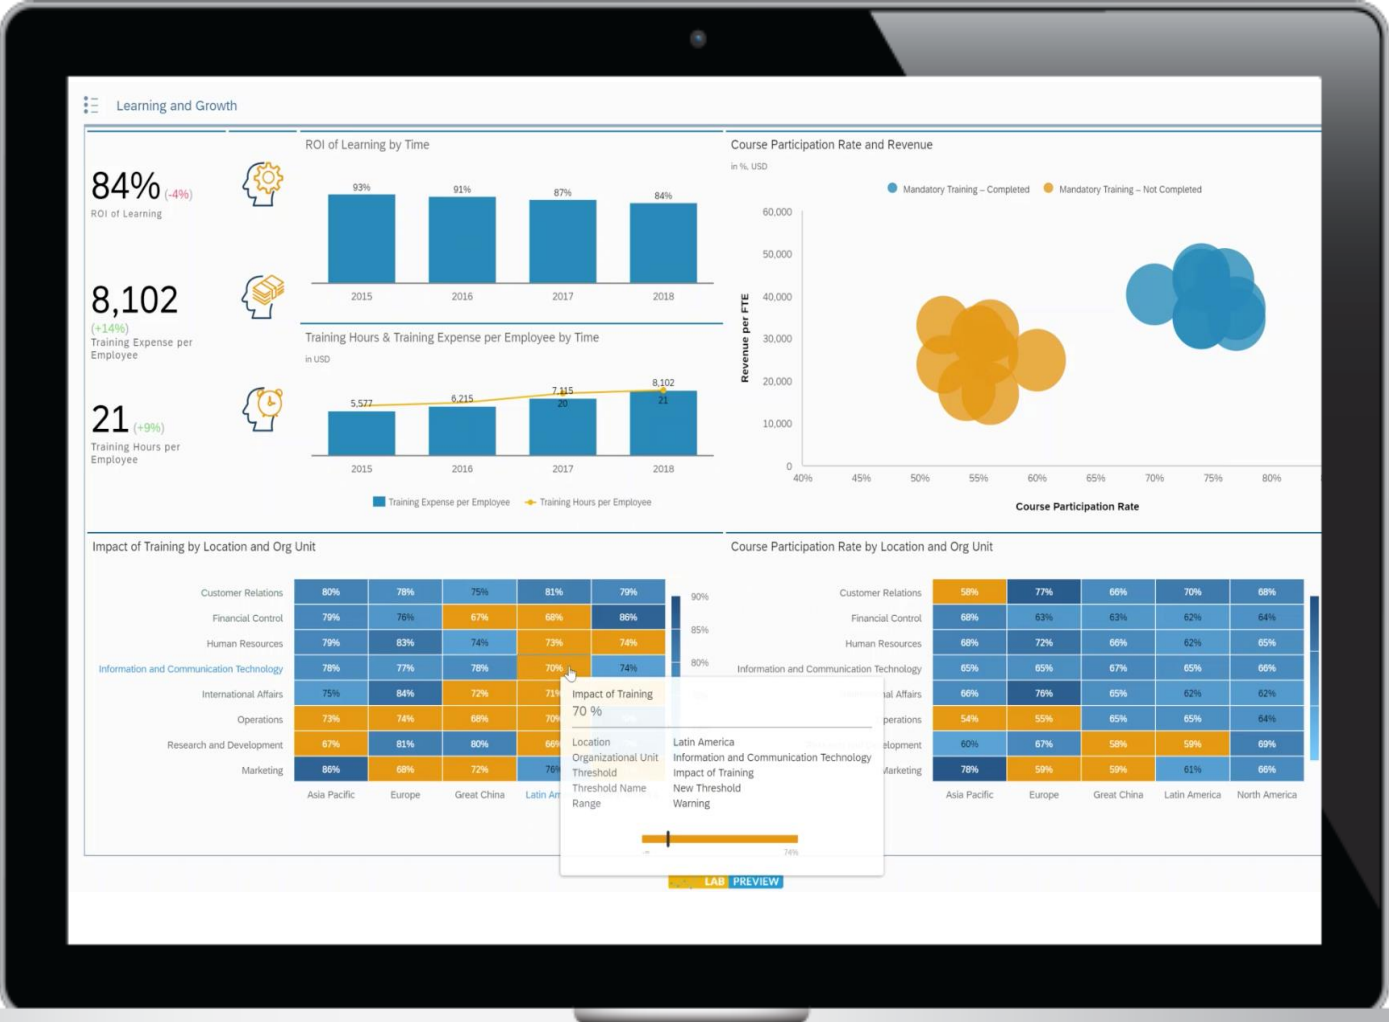 Learning and Growth
84% (-4%)
ROI of Learning
8,102
(+14%)
Training Expense per
Employee
21 (+9%)
Training Hours per
Employee
ROI of Learning by Time
93% 91% 87% 84%
2015 2016 2017 2018
Training Hours & Training Expense per Employee by Time
in USD
5,577 6,215 7,115 8,102
20 21
2015 2016 2017 2018
Training Expense per Employee Training Hours per Employee
Course Participation Rate and Revenue
in %, USD
Mandatory Training – Completed Mandatory Training – Not Completed
Revenue per FTE
60,000
50,000
40,000
30,000
20,000
10,000
0
40% 45% 50% 55% 60% 65% 70% 75% 80%
Course Participation Rate
Impact of Training by Location and Org Unit
Customer Relations 80% 78% 75% 81% 79%
Financial Control 79% 76% 67% 68% 86%
Human Resources 79% 83% 74% 73% 74%
Information and Communication Technology 78% 77% 78% 70% 74%
International Affairs 75% 84% 72% 71%
Operations 73% 74% 68% 70%
Research and Development 67% 81% 80% 66%
Marketing 86% 68% 72% 76%
Asia Pacific Europe Great China Latin Am
90%
85%
80%
Impact of Training
70 %
Location Latin America
Organizational Unit Information and Communication Technology
Threshold Impact of Training
Threshold Name New Threshold
Range Warning
74%
Course Participation Rate by Location and Org Unit
Customer Relations 58% 77% 66% 70% 68%
Financial Control 68% 63% 63% 62% 64%
Human Resources 68% 72% 66% 62% 65%
Information and Communication Technology 65% 65% 67% 65% 66%
al Affairs 66% 76% 65% 62% 62%
perations 54% 55% 65% 65% 64%
elopment 60% 67% 58% 59% 69%
Marketing 78% 59% 59% 61% 66%
Asia Pacific Europe Great China Latin America North America
LAB PREVIEW